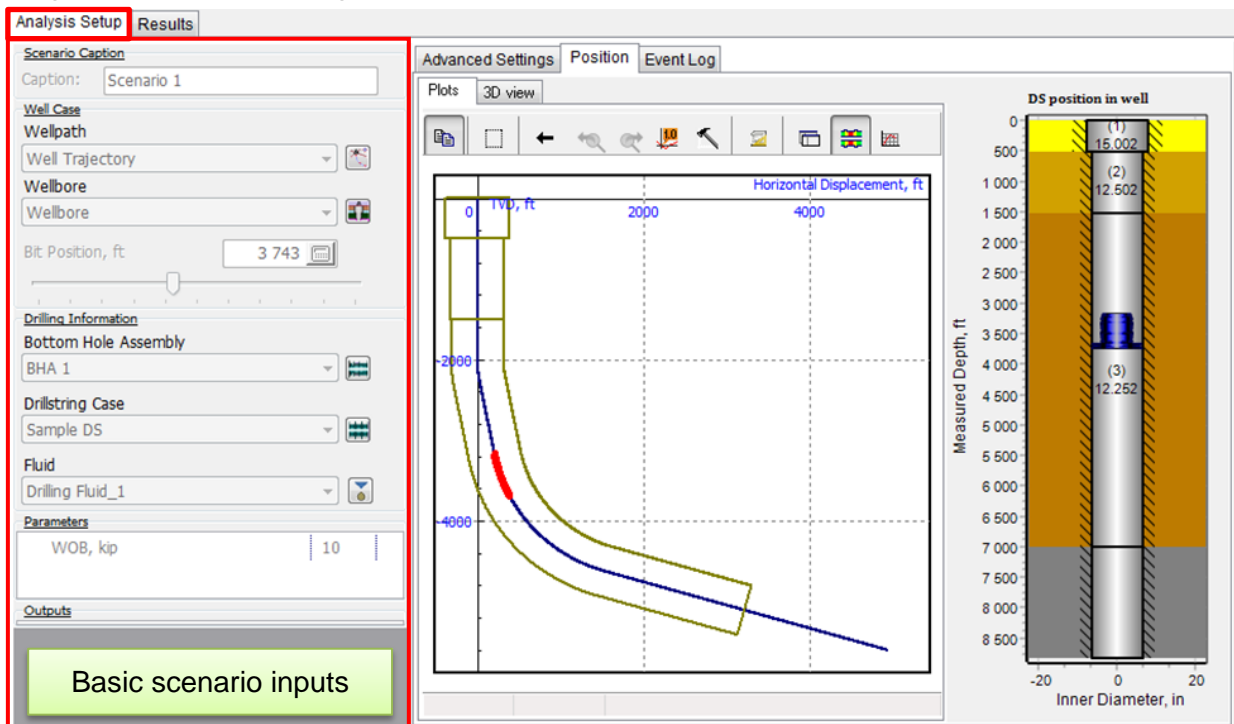 Analysis Setup Results
Scenario Caption
Caption: Scenario 1
Well Case
Wellpath
Well Trajectory
Wellbore
Wellbore
Bit Position, ft 3 743
Drilling Information
Bottom Hole Assembly
BHA 1
Drillstring Case
Sample DS
Fluid
Drilling Fluid_1
Parameters
WOB, kip 10
Outputs
Basic scenario inputs
Advanced Settings Position Event Log
Plots 3D view
1.0
Horizontal Displacement, ft
0 TVD, ft 2000 4000
-2000
-4000
DS position in well
0
500
1 000
1 500
2 000
2 500
3 000
3 500
4 000
4 500
5 000
5 500
6 000
6 500
7 000
7 500
8 000
8 500
Measured Depth, ft
(1)
15.002
(2)
12.502
(3)
12.252
-20 0 20
Inner Diameter, in